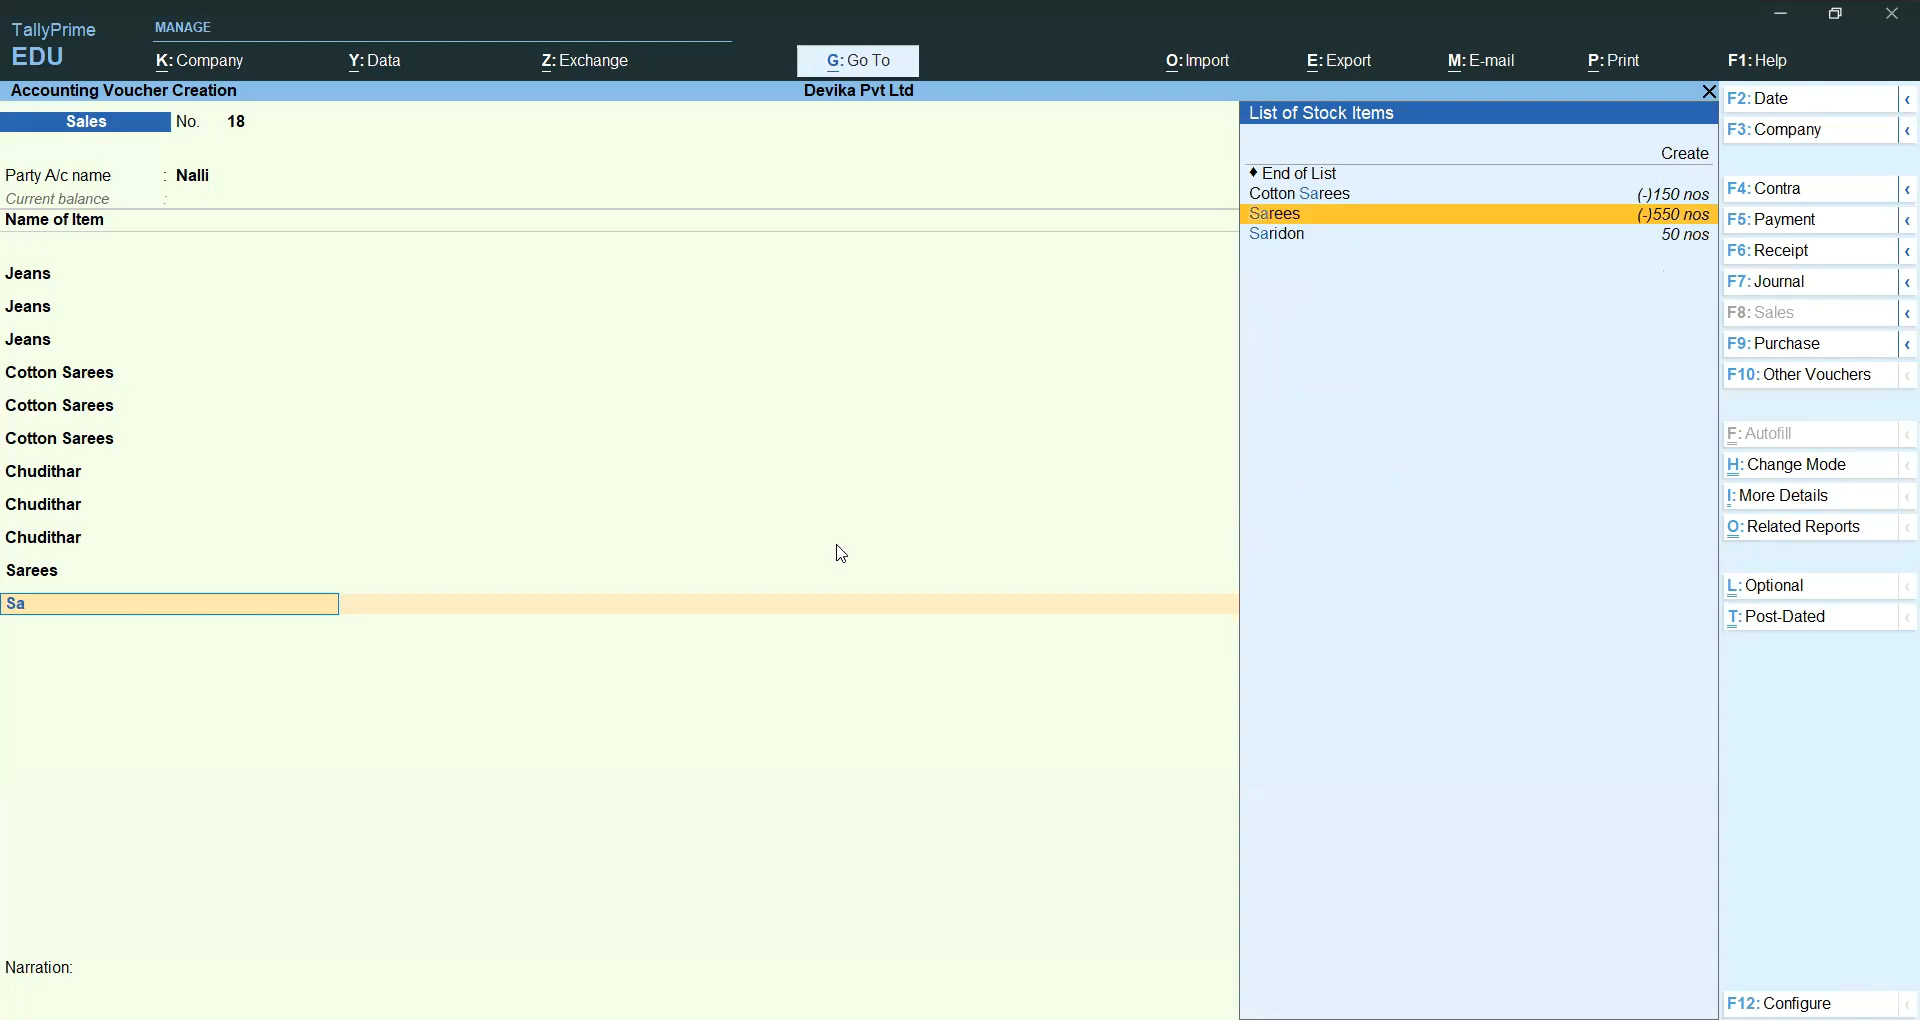 TallyPrime
EDU
MANAGE
K: Company Y: Data Z: Exchange G: Go To O: Import E: Export M: E-mail P: Print F1: Help
Accounting Voucher Creation Devika Pvt Ltd
Sales No. 18
Party A/c name : Nalli
Current balance :
Name of Item
Jeans
Jeans
Jeans
Cotton Sarees
Cotton Sarees
Cotton Sarees
Chudithar
Chudithar
Chudithar
Sarees
Sa
Narration:
List of Stock Items
Create
♦ End of List
Cotton Sarees (-)150 nos
Sarees (-)550 nos
Saridon 50 nos
F2: Date
F3: Company
F4: Contra
F5: Payment
F6: Receipt
F7: Journal
F8: Sales
F9: Purchase
F10: Other Vouchers
F: Autofill
H: Change Mode
I: More Details
O: Related Reports
L: Optional
T: Post-Dated
F12: Configure